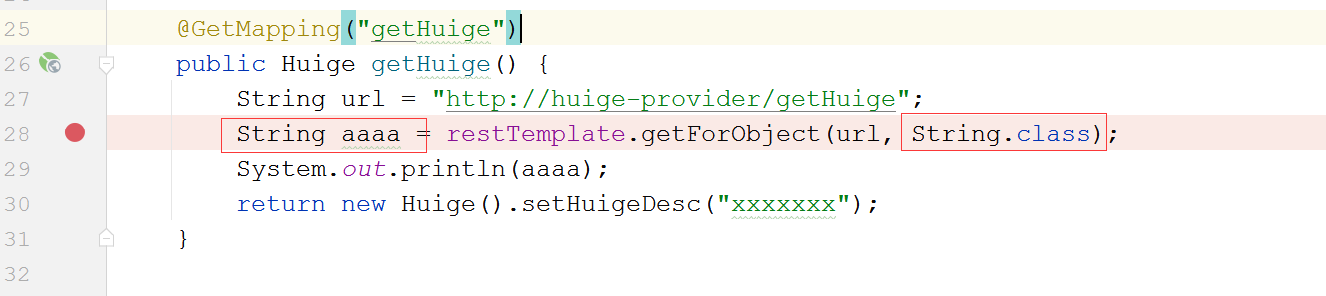 25 @GetMapping("getHuige")
26 public Huige getHuige() {
27 String url = "http://huige-provider/getHuige";
28 String aaaa = restTemplate.getForObject(url, String.class);
29 System.out.println(aaaa);
30 return new Huige().setHuigeDesc("xxxxxxx");
31 }
32